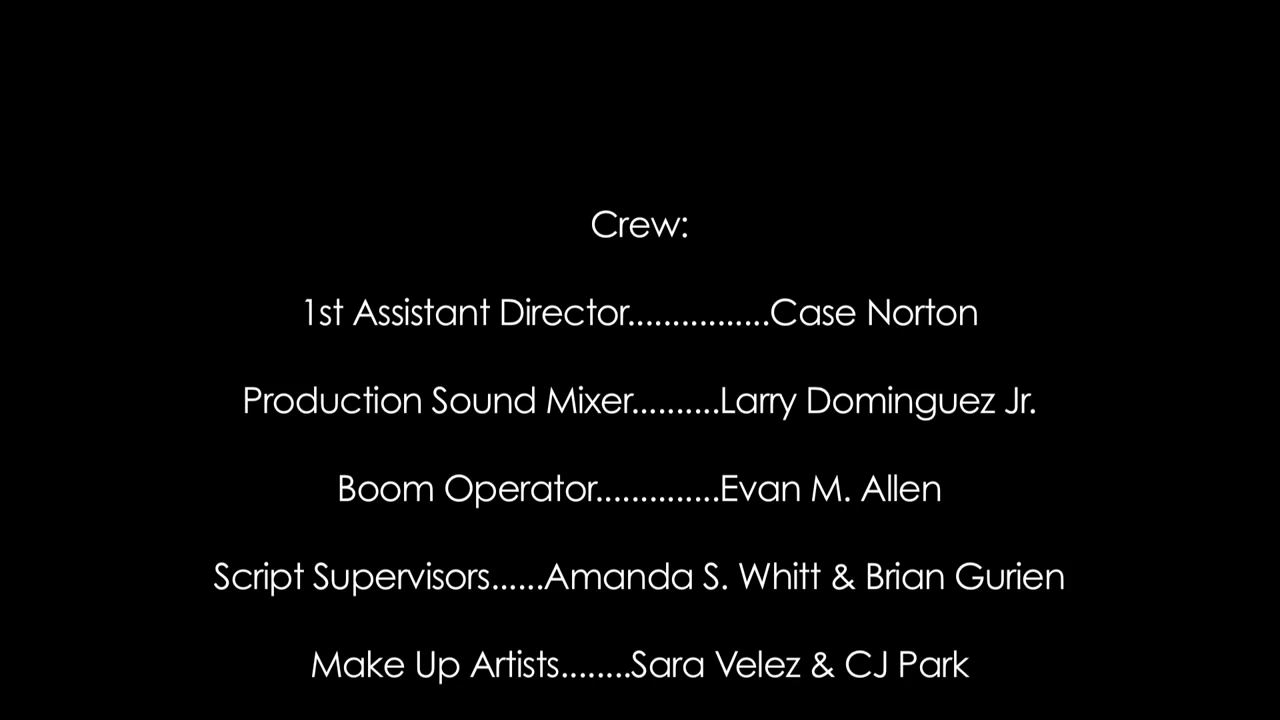 Crew:
1st Assistant Director................Case Norton
Production Sound Mixer..........Larry Dominguez Jr.
Boom Operator..............Evan M. Allen
Script Supervisors......Amanda S. Whitt & Brian Gurien
Make Up Artists........Sara Velez & CJ Park